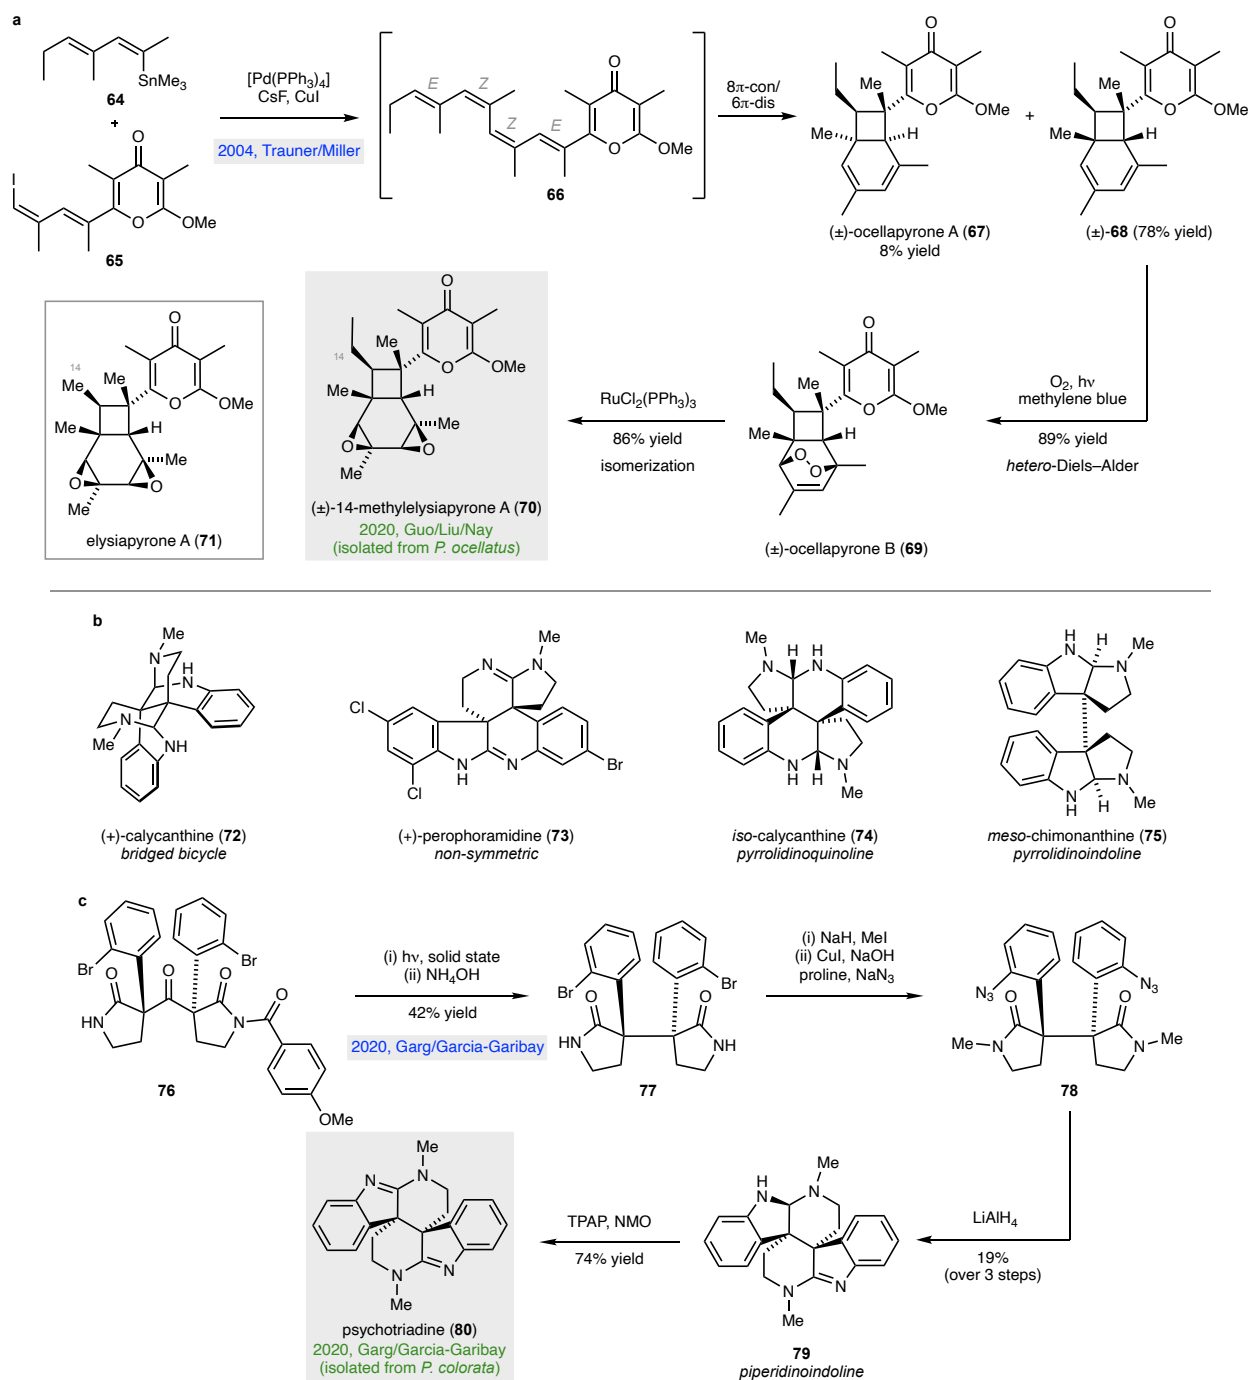 a
SnMe3
64
+
O
I
O
OMe
65
[Pd(PPh3)4]
CsF, CuI
2004, Trauner/Miller
E
Z
Z
E
O
O
OMe
66
8π-con/
6π-dis
O
Me
O
OMe
Me
H
(±)-ocellapyrone A (67)
8% yield
+
O
Me
O
OMe
Me
H
(±)-68 (78% yield)
O2, hν
methylene blue
89% yield
hetero-Diels–Alder
O
Me
O
OMe
Me
H
O
O
(±)-ocellapyrone B (69)
RuCl2(PPh3)3
86% yield
isomerization
O
14
Me
O
OMe
Me
H
Me
O
O
Me
(±)-14-methylelysiapyrone A (70)
2020, Guo/Liu/Nay
(isolated from P. ocellatus)
O
14
Me
Me
O
OMe
Me
H
Me
O
O
Me
elysiapyrone A (71)
b
Me
N
H
N
N
Me
NH
(+)-calycanthine (72)
bridged bicycle
Me
N
N
Cl
N
H
N
Br
Cl
(+)-perophoramidine (73)
non-symmetric
Me
N
H
H
N
N
H
H
N
Me
iso-calycanthine (74)
pyrrolidinoquinoline
H
N
H
Me
N
N
H
H
N
Me
meso-chimonanthine (75)
pyrrolidinoindoline
c
Br
Br
O
O
O
O
HN
N
OMe
76
(i) hν, solid state
(ii) NH4OH
42% yield
2020, Garg/Garcia-Garibay
Br
Br
O
O
HN
NH
77
(i) NaH, MeI
(ii) CuI, NaOH
proline, NaN3
N3
N3
O
O
Me
N
N
Me
78
LiAlH4
19%
(over 3 steps)
Me
HN
H
N
N
N
Me
79
piperidinoindoline
TPAP, NMO
74% yield
Me
N
N
N
N
Me
psychotriadine (80)
2020, Garg/Garcia-Garibay
(isolated from P. colorata)